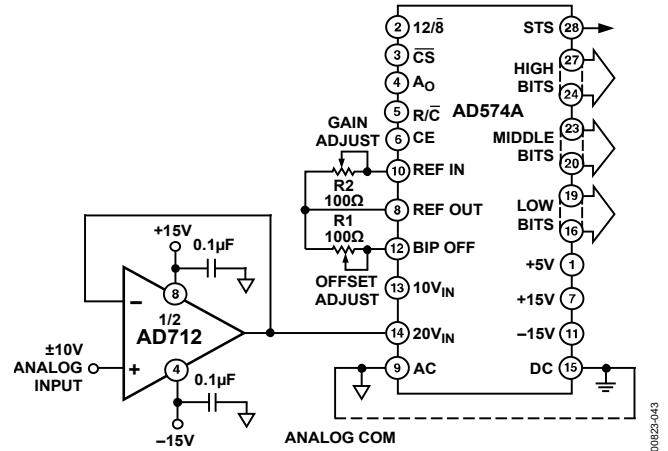 2 12/8̅
3 C̅S̅
4 AO
5 R/C̅
6 CE
10 REF IN
8 REF OUT
12 BIP OFF
13 10VIN
14 20VIN
9 AC
AD574A
STS 28
27
HIGH
BITS
24
23
MIDDLE
BITS
20
19
LOW
BITS
16
+5V 1
+15V 7
–15V 11
DC 15
GAIN
ADJUST
R2
100Ω
R1
100Ω
OFFSET
ADJUST
+15V
0.1µF
8
–
1/2
AD712
+
4
±10V
ANALOG
INPUT
0.1µF
–15V
ANALOG COM
00823-043